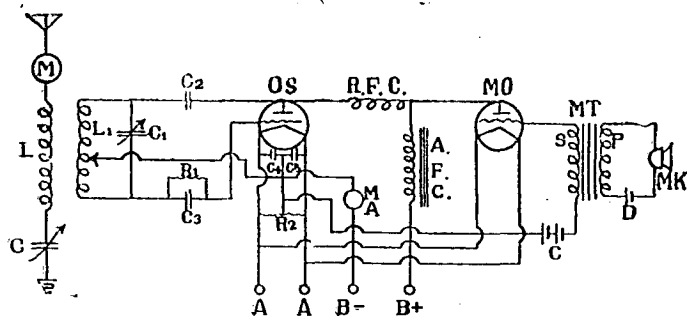 C2 OS R.F.C. MO MT
M
L L1 C1 S P
A.
F.
C.
C4 C5
R1
C3
M
A
R2
MK
D
C C
A A B- B+